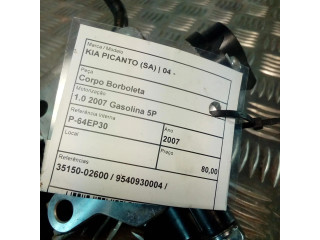 Marca / Modelo
KIA PICANTO (SA) | 04 -
Peça
Corpo Borboleta
Motorização
1.0 2007 Gasolina 5P
Referência interna
P-64EP30
Ano
2007
Local
Preço
80,00
Referências
35150-02600 / 9540930004 /